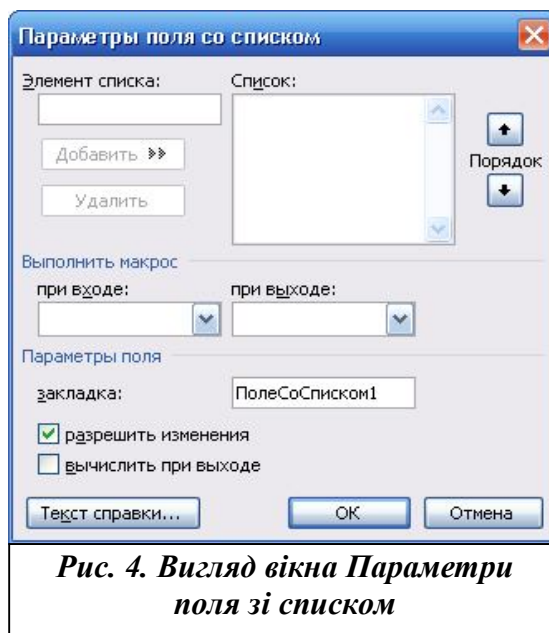 Параметры поля со списком
Элемент списка: Список:
Добавить
Порядок
Удалить
Выполнить макрос
при входе: при выходе:
Параметры поля
закладка: ПолеСоСписком1
разрешить изменения
вычислить при выходе
Текст справки... ОК Отмена
Рис. 4. Вигляд вікна Параметри
поля зі списком